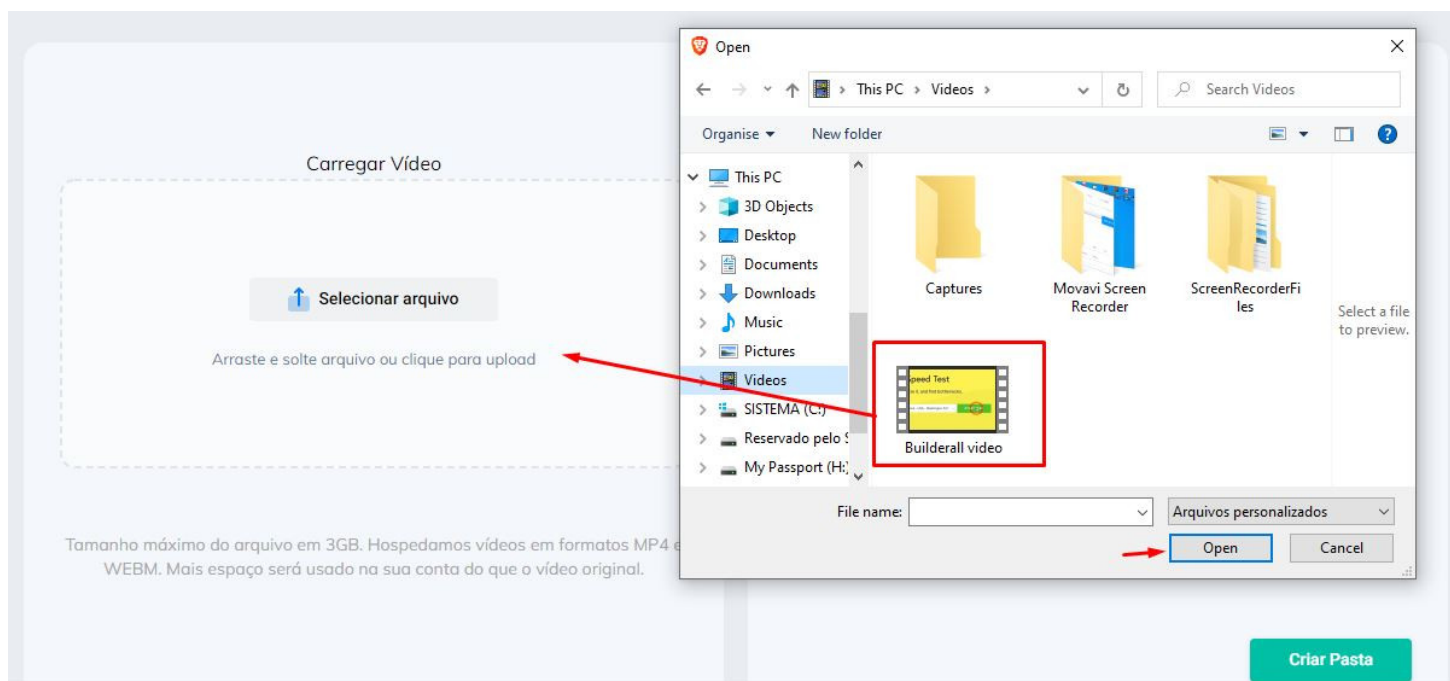 Carregar Vídeo
Selecionar arquivo
Arraste e solte arquivo ou clique para upload
Tamanho máximo do arquivo em 3GB. Hospedamos vídeos em formatos MP4 e
WEBM. Mais espaço será usado na sua conta do que o vídeo original.
Open
This PC > Videos >
Search Videos
Organise
New folder
This PC
3D Objects
Desktop
Documents
Downloads
Music
Pictures
Videos
SISTEMA (C:)
Reservado pelo S
My Passport (H:)
Captures
Movavi Screen
Recorder
ScreenRecorderFi
les
Speed Test
Builderall video
Select a file
to preview.
File name:
Arquivos personalizados
Open
Cancel
Criar Pasta